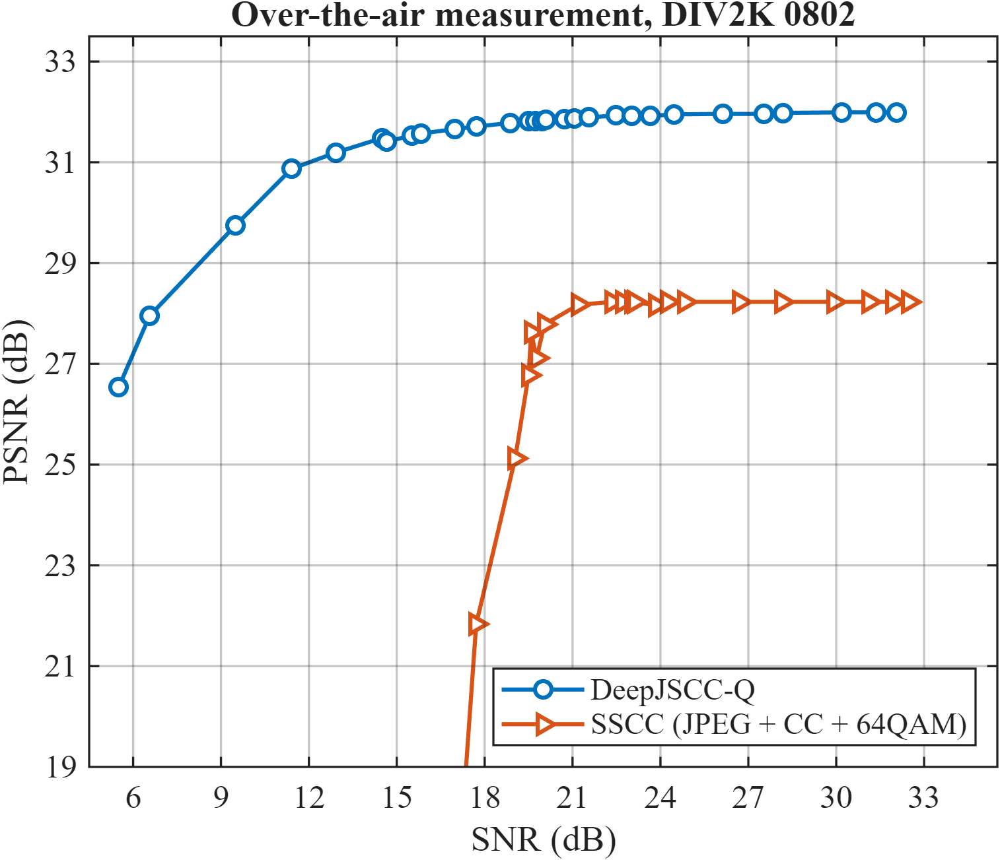 Over-the-air measurement, DIV2K 0802
PSNR (dB)
33
31
29
27
25
23
21
19
DeepJSCC-Q
SSCC (JPEG + CC + 64QAM)
6 9 12 15 18 21 24 27 30 33
SNR (dB)